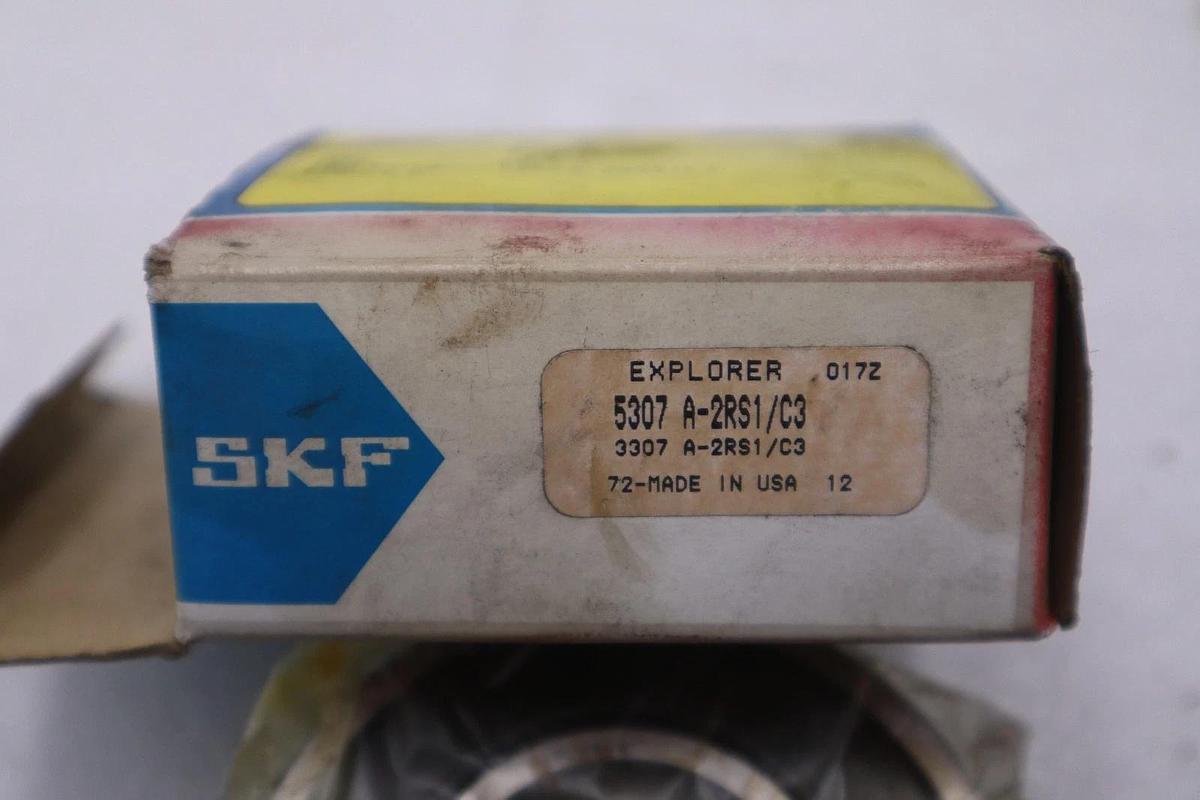 SKF
EXPLORER 017Z
5307 A-2RS1/C3
3307 A-2RS1/C3
72-MADE IN USA 12